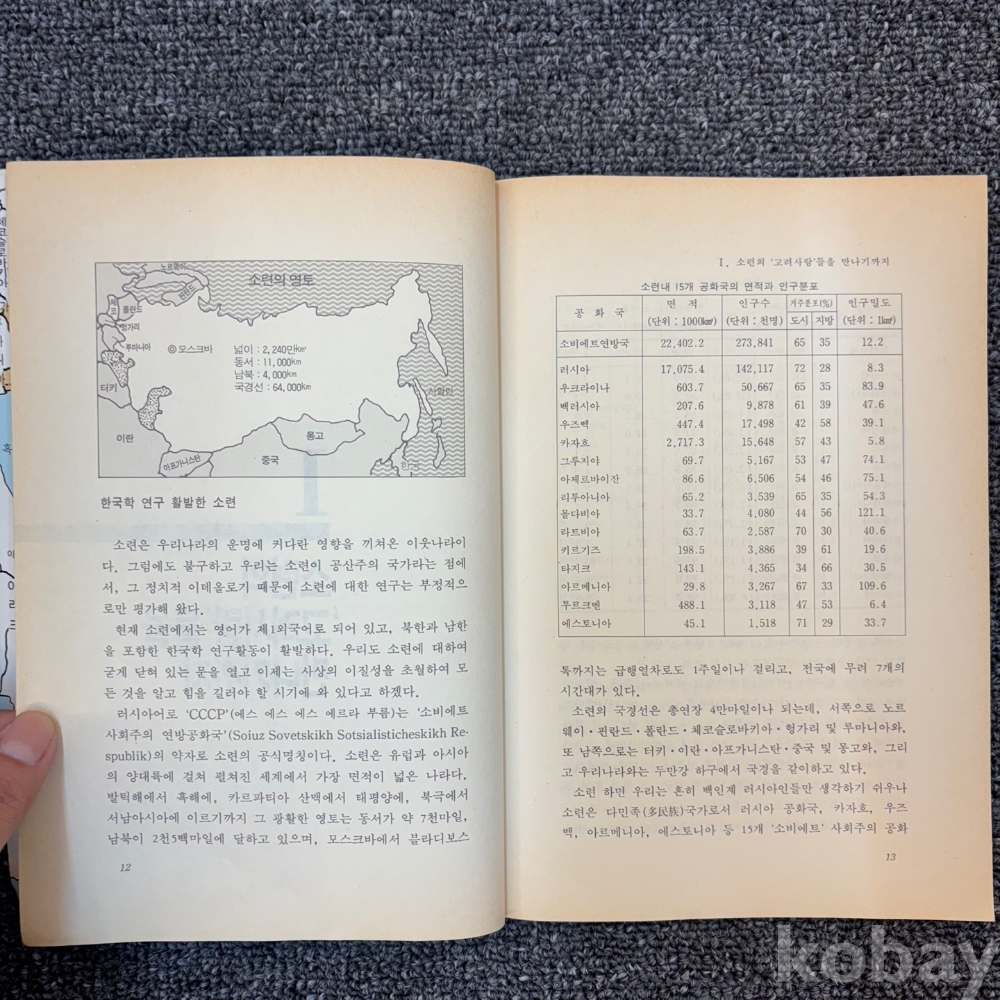 소련의 영토
노르웨이
핀란드
체
코
폴란드
헝가리
루마니아
◎ 모스크바
넓이 : 2,240만㎢
동서 : 11,000㎞
남북 : 4,000㎞
국경선 : 64,000㎞
터키
사할린
이란
아프가니스탄
중국
몽고
한국
한국학 연구 활발한 소련
소련은 우리나라의 운명에 커다란 영향을 끼쳐온 이웃나라이
다. 그럼에도 불구하고 우리는 소련이 공산주의 국가라는 점에
서, 그 정치적 이데올로기 때문에 소련에 대한 연구는 부정적으
로만 평가해 왔다.
현재 소련에서는 영어가 제1외국어로 되어 있고, 북한과 남한
을 포함한 한국학 연구활동이 활발하다. 우리도 소련에 대하여
굳게 닫혀 있는 문을 열고 이제는 사상의 이질성을 초월하여 모
든 것을 알고 힘을 길러야 할 시기에 와 있다고 하겠다.
러시아어로 ‘CCCP’(에스 에스 에스 에르라 부름)는 ‘소비에트
사회주의 연방공화국’(Soiuz Sovetskikh Sotsialisticheskikh Re-
spublik)의 약자로 소련의 공식명칭이다. 소련은 유럽과 아시아
의 양대륙에 걸쳐 펼쳐진 세계에서 가장 면적이 넓은 나라다.
발틱해에서 흑해에, 카르파티아 산맥에서 태평양에, 북극에서
서남아시아에 이르기까지 그 광활한 영토는 동서가 약 7천마일,
남북이 2천5백마일에 달하고 있으며, 모스크바에서 블라디보스
12
I. 소련의 ‘고려사람’들을 만나기까지
소련내 15개 공화국의 면적과 인구분포
공 화 국 면 적 (단위 : 1000㎢) 인구수 (단위 : 천명) 거주분포(%) 도시 지방 인구밀도 (단위 : 1㎢)
소비에트연방국 22,402.2 273,841 65 35 12.2
러시아 17,075.4 142,117 72 28 8.3
우크라이나 603.7 50,667 65 35 83.9
백러시아 207.6 9,878 61 39 47.6
우즈벡 447.4 17,498 42 58 39.1
카자흐 2,717.3 15,648 57 43 5.8
그루지야 69.7 5,167 53 47 74.1
아제르바이잔 86.6 6,506 54 46 75.1
리투아니아 65.2 3,539 65 35 54.3
몰다비아 33.7 4,080 44 56 121.1
라트비아 63.7 2,587 70 30 40.6
키르기즈 198.5 3,886 39 61 19.6
타지크 143.1 4,365 34 66 30.5
아르메니아 29.8 3,267 67 33 109.6
투르크멘 488.1 3,118 47 53 6.4
에스토니아 45.1 1,518 71 29 33.7
톡까지는 급행열차로도 1주일이나 걸리고, 전국에 무려 7개의
시간대가 있다.
소련의 국경선은 총연장 4만마일이나 되는데, 서쪽으로 노르
웨이·핀란드·폴란드·체코슬로바키아·헝가리 및 루마니아와,
또 남쪽으로는 터키·이란·아프가니스탄·중국 및 몽고와, 그리
고 우리나라와는 두만강 하구에서 국경을 같이하고 있다.
소련 하면 우리는 흔히 백인계 러시아인들만 생각하기 쉬우나
소련은 다민족(多民族)국가로서 러시아 공화국, 카자흐, 우즈
벡, 아르메니아, 에스토니아 등 15개 ‘소비에트’ 사회주의 공화
13
kobay